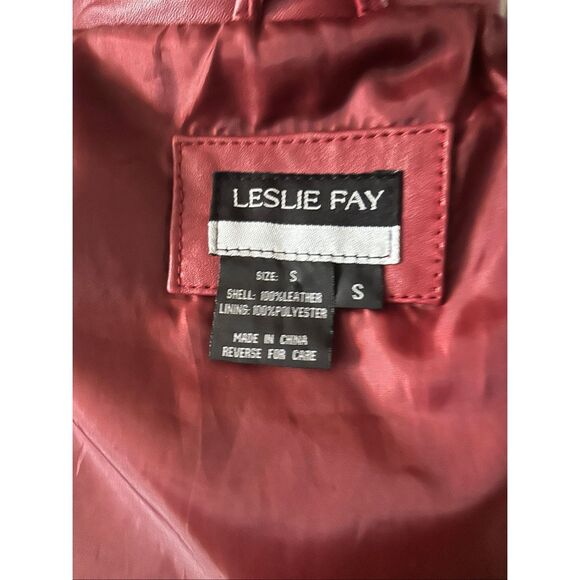 LESLIE FAY
SIZE: S
S
SHELL: 100%LEATHER
LINING: 100%POLYESTER
MADE IN CHINA
REVERSE FOR CARE